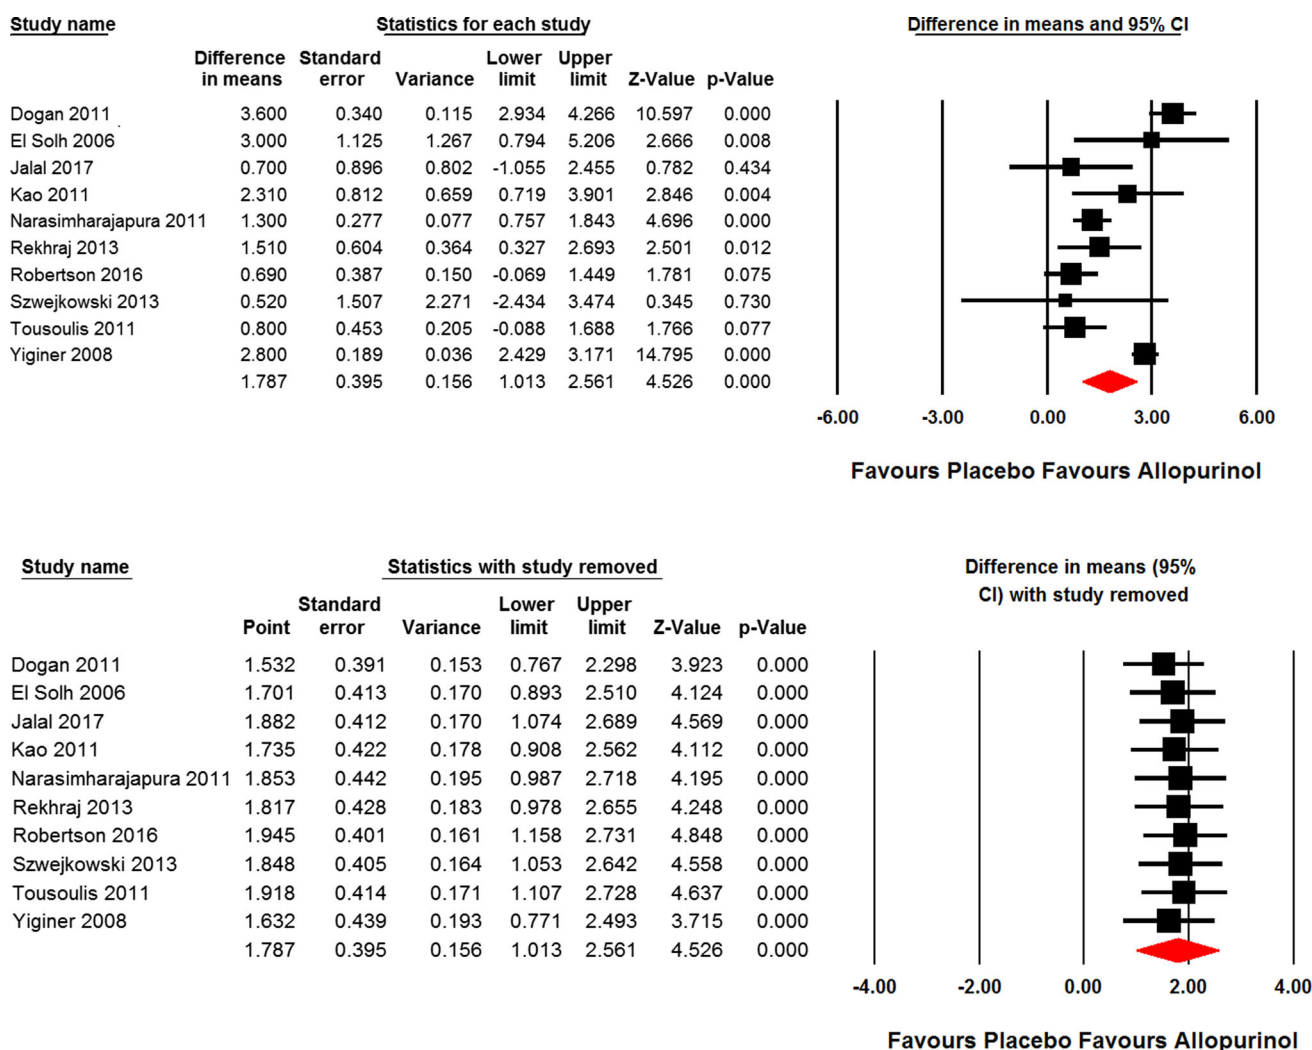 Study name Statistics for each study Difference in means and 95% CI
Difference Standard Lower Upper
in means error Variance limit limit Z-Value p-Value
Dogan 2011 3.600 0.340 0.115 2.934 4.266 10.597 0.000
El Solh 2006 3.000 1.125 1.267 0.794 5.206 2.666 0.008
Jalal 2017 0.700 0.896 0.802 -1.055 2.455 0.782 0.434
Kao 2011 2.310 0.812 0.659 0.719 3.901 2.846 0.004
Narasimharajapura 2011 1.300 0.277 0.077 0.757 1.843 4.696 0.000
Rekhraj 2013 1.510 0.604 0.364 0.327 2.693 2.501 0.012
Robertson 2016 0.690 0.387 0.150 -0.069 1.449 1.781 0.075
Szwejkowski 2013 0.520 1.507 2.271 -2.434 3.474 0.345 0.730
Tousoulis 2011 0.800 0.453 0.205 -0.088 1.688 1.766 0.077
Yiginer 2008 2.800 0.189 0.036 2.429 3.171 14.795 0.000
1.787 0.395 0.156 1.013 2.561 4.526 0.000
-6.00 -3.00 0.00 3.00 6.00
Favours Placebo Favours Allopurinol
Study name Statistics with study removed Difference in means (95%
CI) with study removed
Standard Lower Upper
Point error Variance limit limit Z-Value p-Value
Dogan 2011 1.532 0.391 0.153 0.767 2.298 3.923 0.000
El Solh 2006 1.701 0.413 0.170 0.893 2.510 4.124 0.000
Jalal 2017 1.882 0.412 0.170 1.074 2.689 4.569 0.000
Kao 2011 1.735 0.422 0.178 0.908 2.562 4.112 0.000
Narasimharajapura 2011 1.853 0.442 0.195 0.987 2.718 4.195 0.000
Rekhraj 2013 1.817 0.428 0.183 0.978 2.655 4.248 0.000
Robertson 2016 1.945 0.401 0.161 1.158 2.731 4.848 0.000
Szwejkowski 2013 1.848 0.405 0.164 1.053 2.642 4.558 0.000
Tousoulis 2011 1.918 0.414 0.171 1.107 2.728 4.637 0.000
Yiginer 2008 1.632 0.439 0.193 0.771 2.493 3.715 0.000
1.787 0.395 0.156 1.013 2.561 4.526 0.000
-4.00 -2.00 0.00 2.00 4.00
Favours Placebo Favours Allopurinol